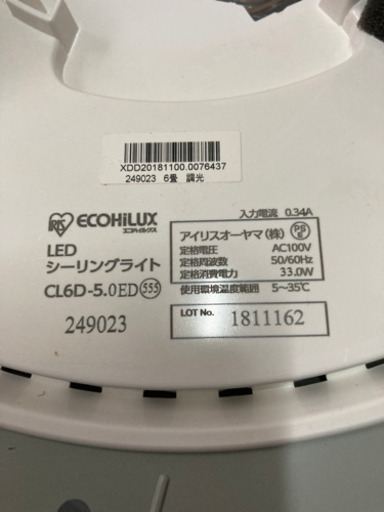 XDD20181100.0076437
249023 6畳 調光
IRIS ECOHiLUX
エコハイルクス
LED
シーリングライト
CL6D-5.0ED 555
249023
入力電流 0.34A
アイリスオーヤマ(株) PSE
定格電圧 AC100V
定格周波数 50/60Hz
定格消費電力 33.0W
使用環境温度範囲 5〜35℃
LOT No. 1811162